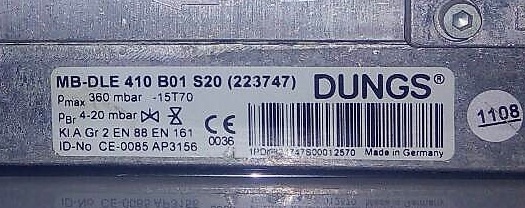 MB-DLE 410 B01 S20 (223747)
DUNGS®
pmax 360 mbar -15T70
pBr 4-20 mbar
Kl.A Gr 2 EN 88 EN 161
ID-No CE-0085 AP3156
CE
0036
Made in Germany
1108